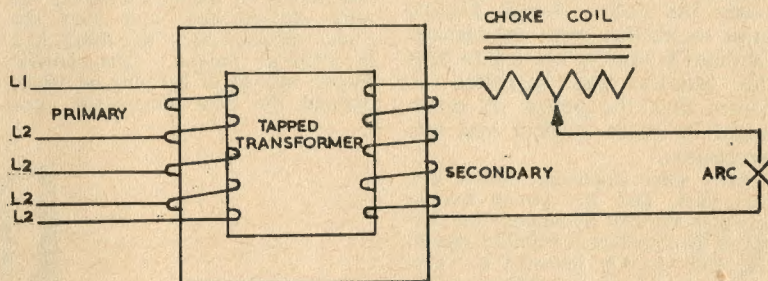 CHOKE COIL
L1
PRIMARY
L2
TAPPED
TRANSFORMER
L2
SECONDARY
ARC
L2
L2